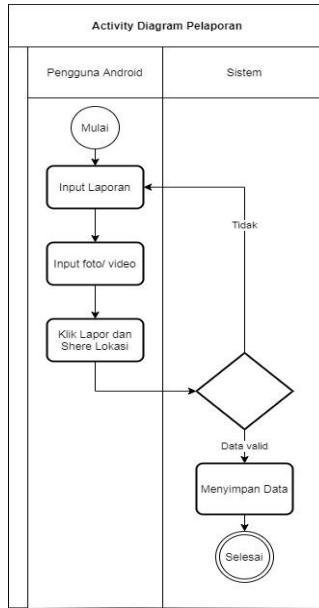 Activity Diagram Pelaporan
Pengguna Android
Sistem
Mulai
Input Laporan
Tidak
Input foto/ video
Klik Lapor dan
Shere Lokasi
Data valid
Menyimpan Data
Selesai